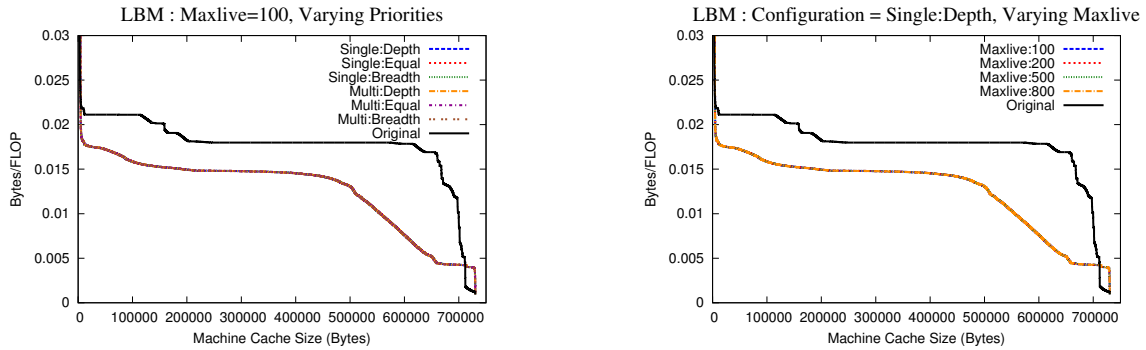 LBM : Maxlive=100, Varying Priorities
0.03
0.025
0.02
0.015
0.01
0.005
0
Bytes/FLOP
Single:Depth
Single:Equal
Single:Breadth
Multi:Depth
Multi:Equal
Multi:Breadth
Original
0 100000 200000 300000 400000 500000 600000 700000
Machine Cache Size (Bytes)
LBM : Configuration = Single:Depth, Varying Maxlive
0.03
0.025
0.02
0.015
0.01
0.005
0
Bytes/FLOP
Maxlive:100
Maxlive:200
Maxlive:500
Maxlive:800
Original
0 100000 200000 300000 400000 500000 600000 700000
Machine Cache Size (Bytes)